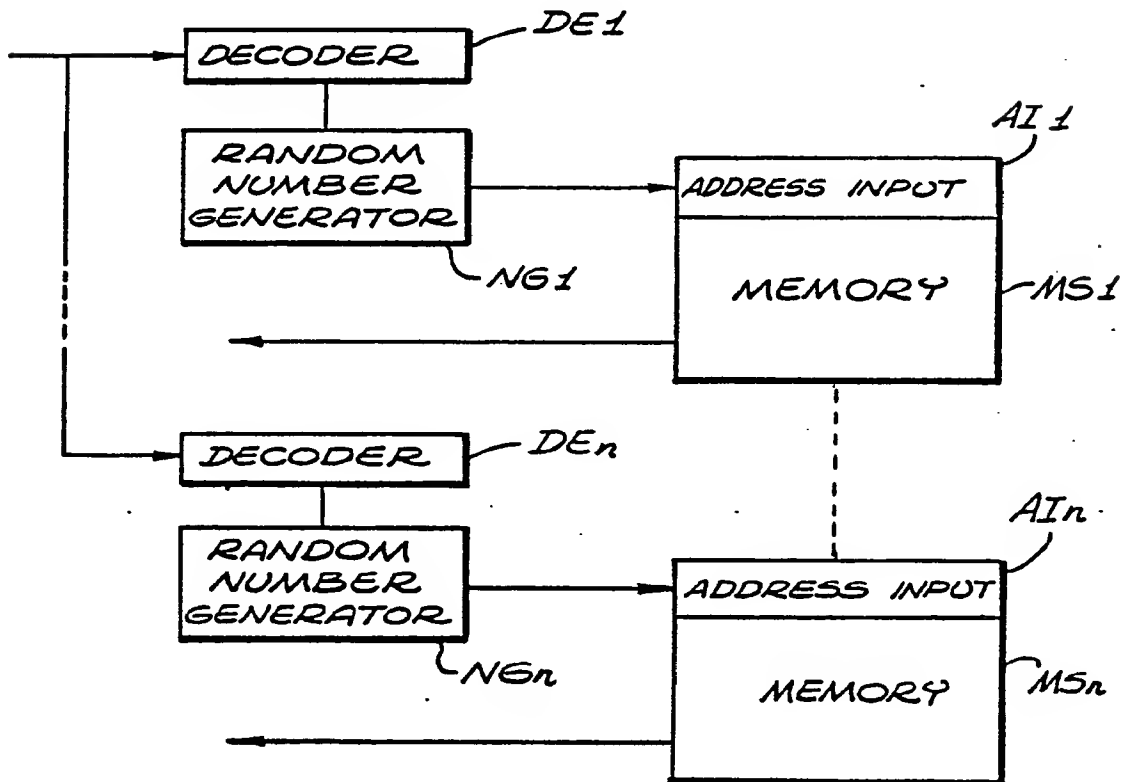 DE1
DECODER
AI1
RANDOM
NUMBER
GENERATOR
ADDRESS INPUT
NG1
MEMORY
MS1
DECODER
DEn
AIn
RANDOM
NUMBER
GENERATOR
ADDRESS INPUT
NGn
MEMORY
MSn